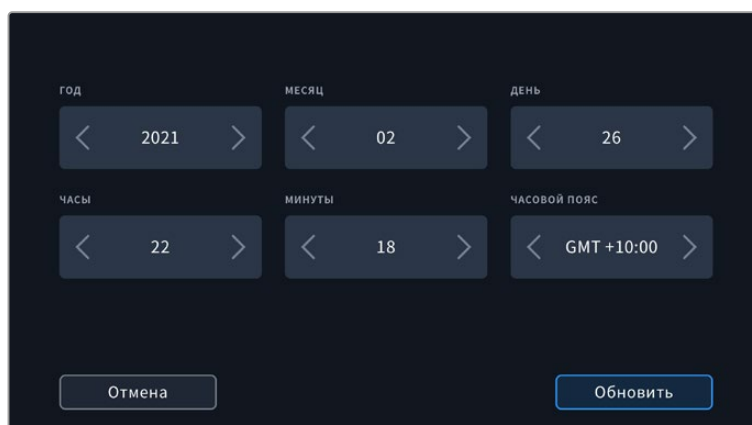 ГОД
МЕСЯЦ
ДЕНЬ
2021
02
26
ЧАСЫ
МИНУТЫ
ЧАСОВОЙ ПОЯС
22
18
GMT +10:00
Отмена
Обновить